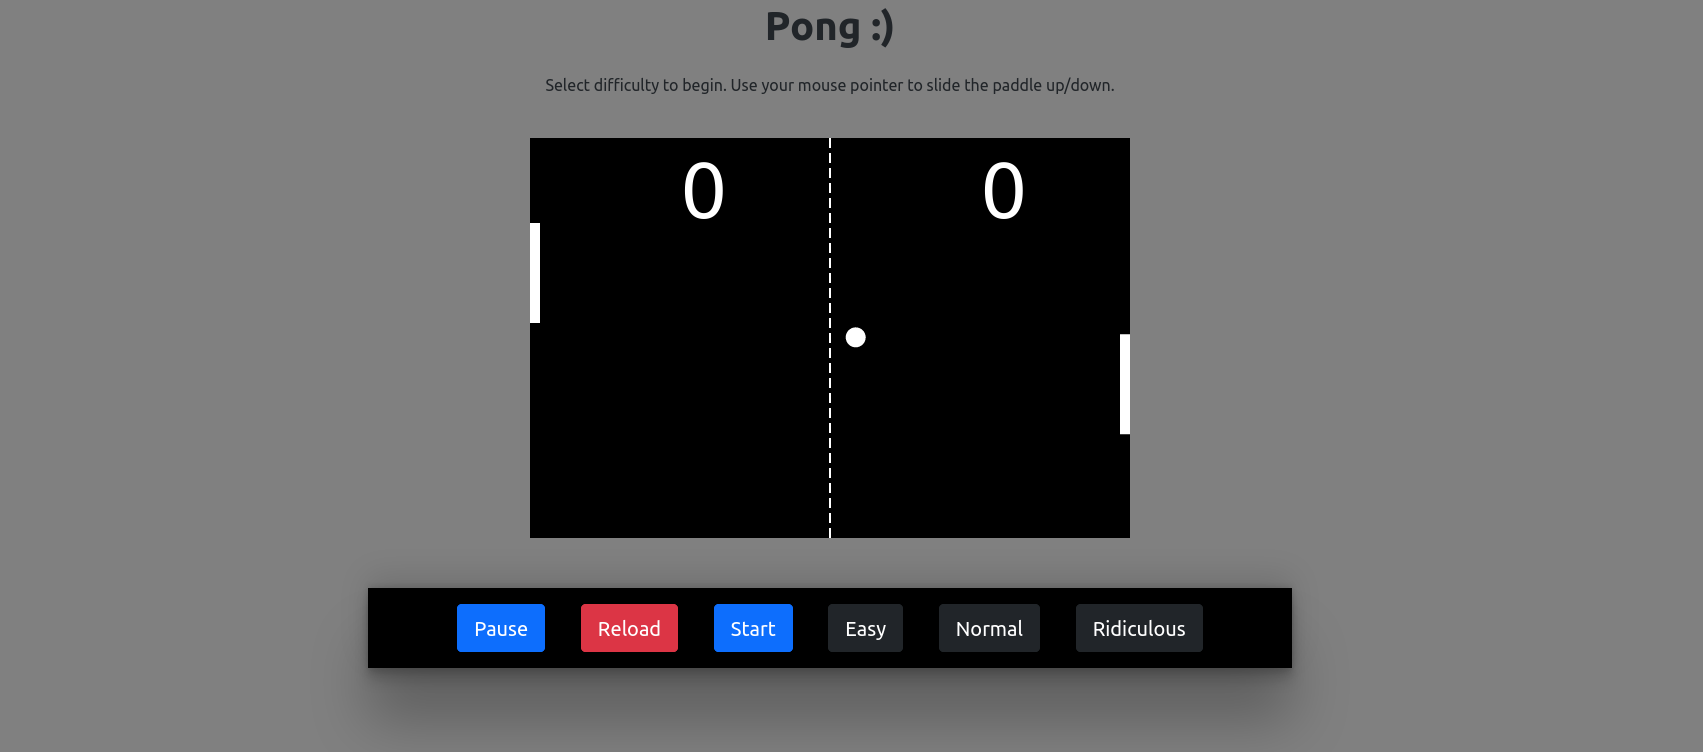 Pong :)
Select difficulty to begin. Use your mouse pointer to slide the paddle up/down.
0 0
Pause Reload Start Easy Normal Ridiculous